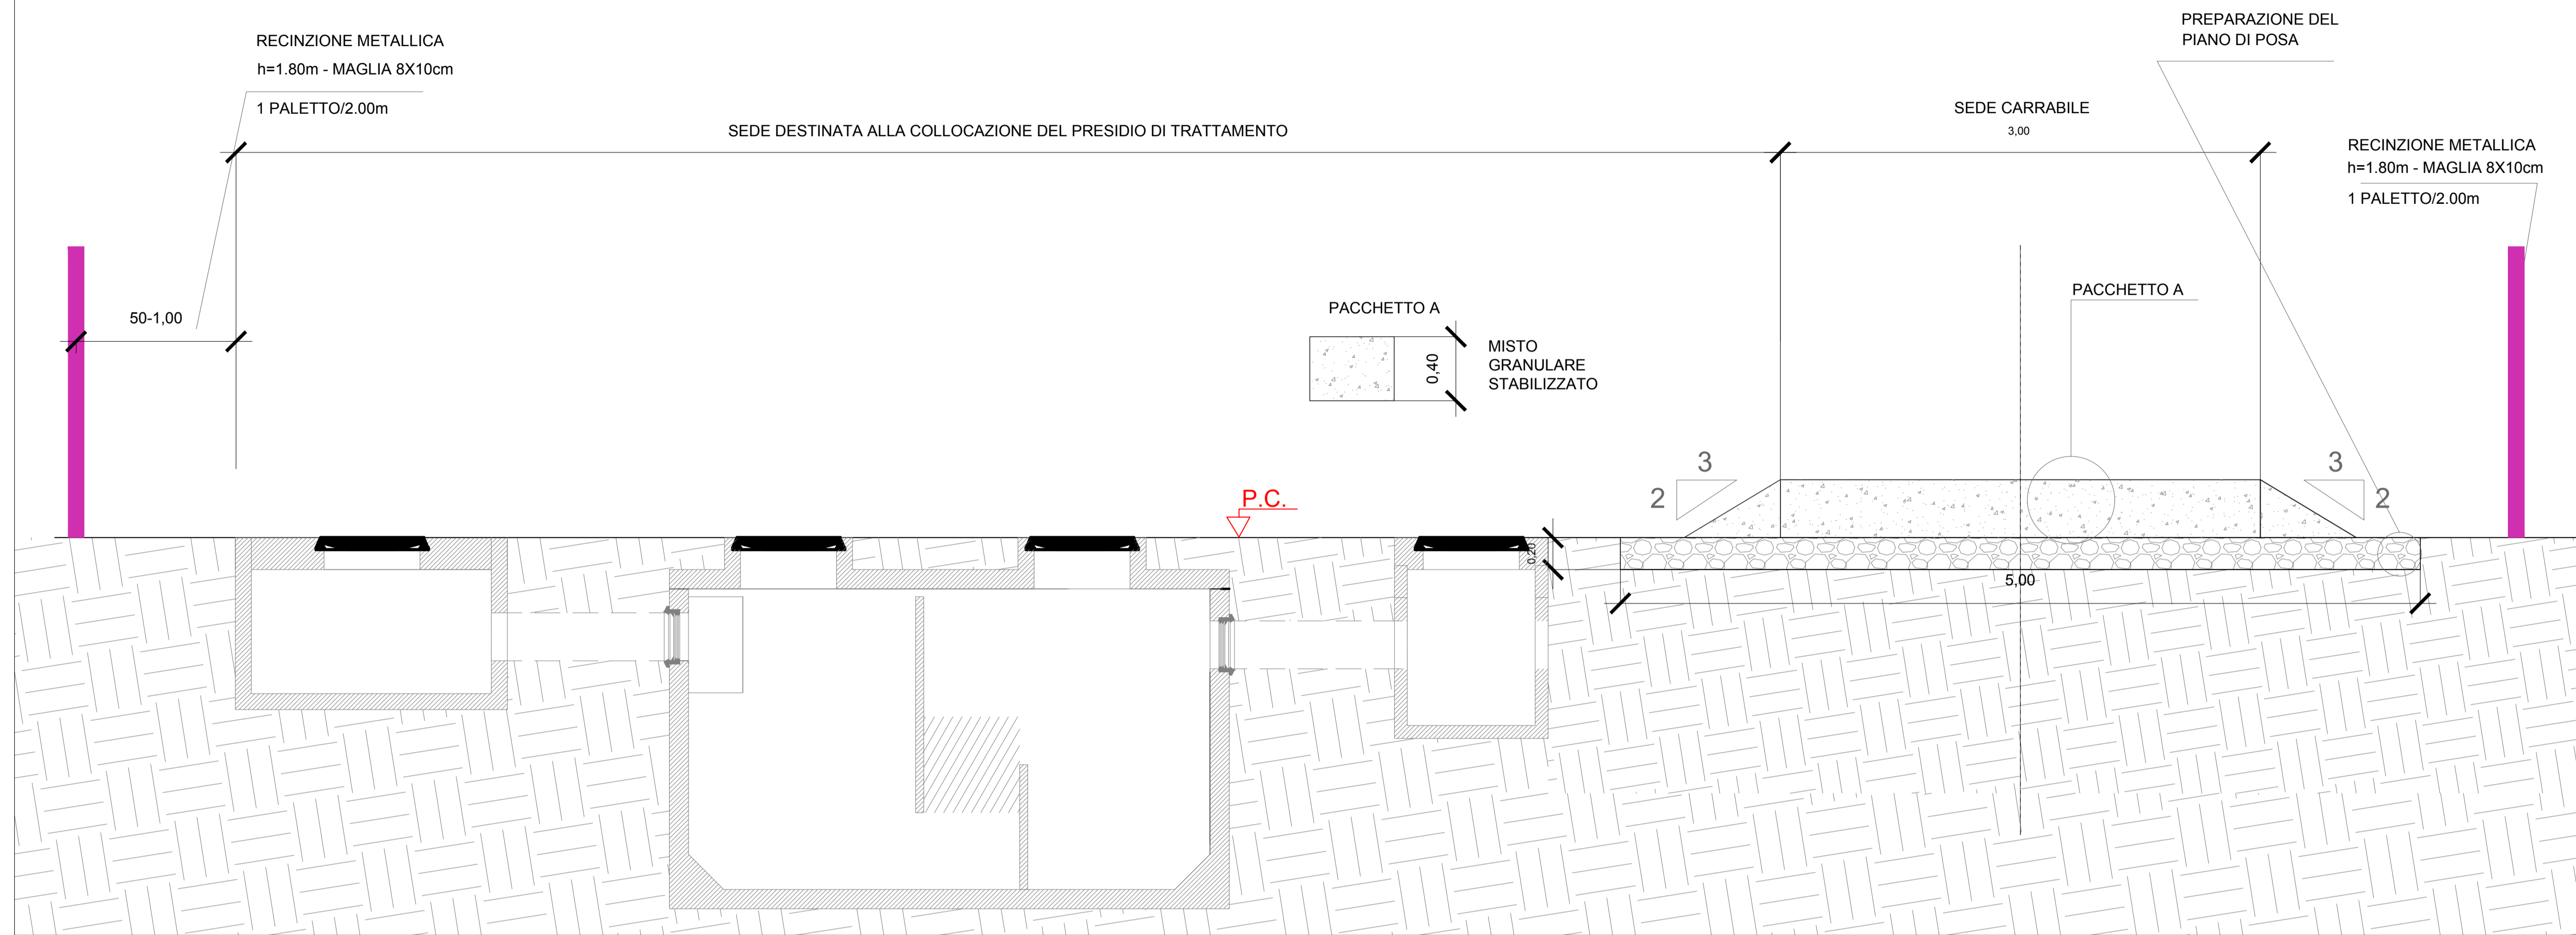 PREPARAZIONE DEL
PIANO DI POSA
RECINZIONE METALLICA
h=1.80m - MAGLIA 8X10cm
1 PALETTO/2.00m
SEDE DESTINATA ALLA COLLOCAZIONE DEL PRESIDIO DI TRATTAMENTO
SEDE CARRABILE
3,00
RECINZIONE METALLICA
h=1.80m - MAGLIA 8X10cm
1 PALETTO/2.00m
50-1,00
PACCHETTO A
0,40
MISTO
GRANULARE
STABILIZZATO
PACCHETTO A
3
2
3
2
P.C.
0,20
5,00